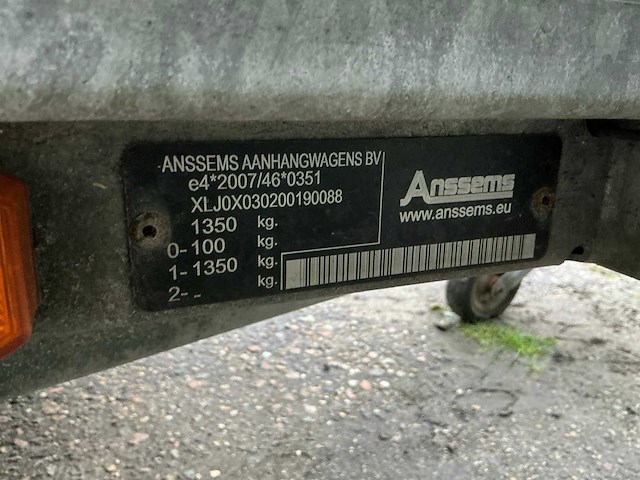 ANSSEMS AANHANGWAGENS BV
e4*2007/46*0351
XLJ0X030200190088
1350 kg.
0- 100 kg.
1- 1350 kg.
2- - kg.
Anssems
www.anssems.eu